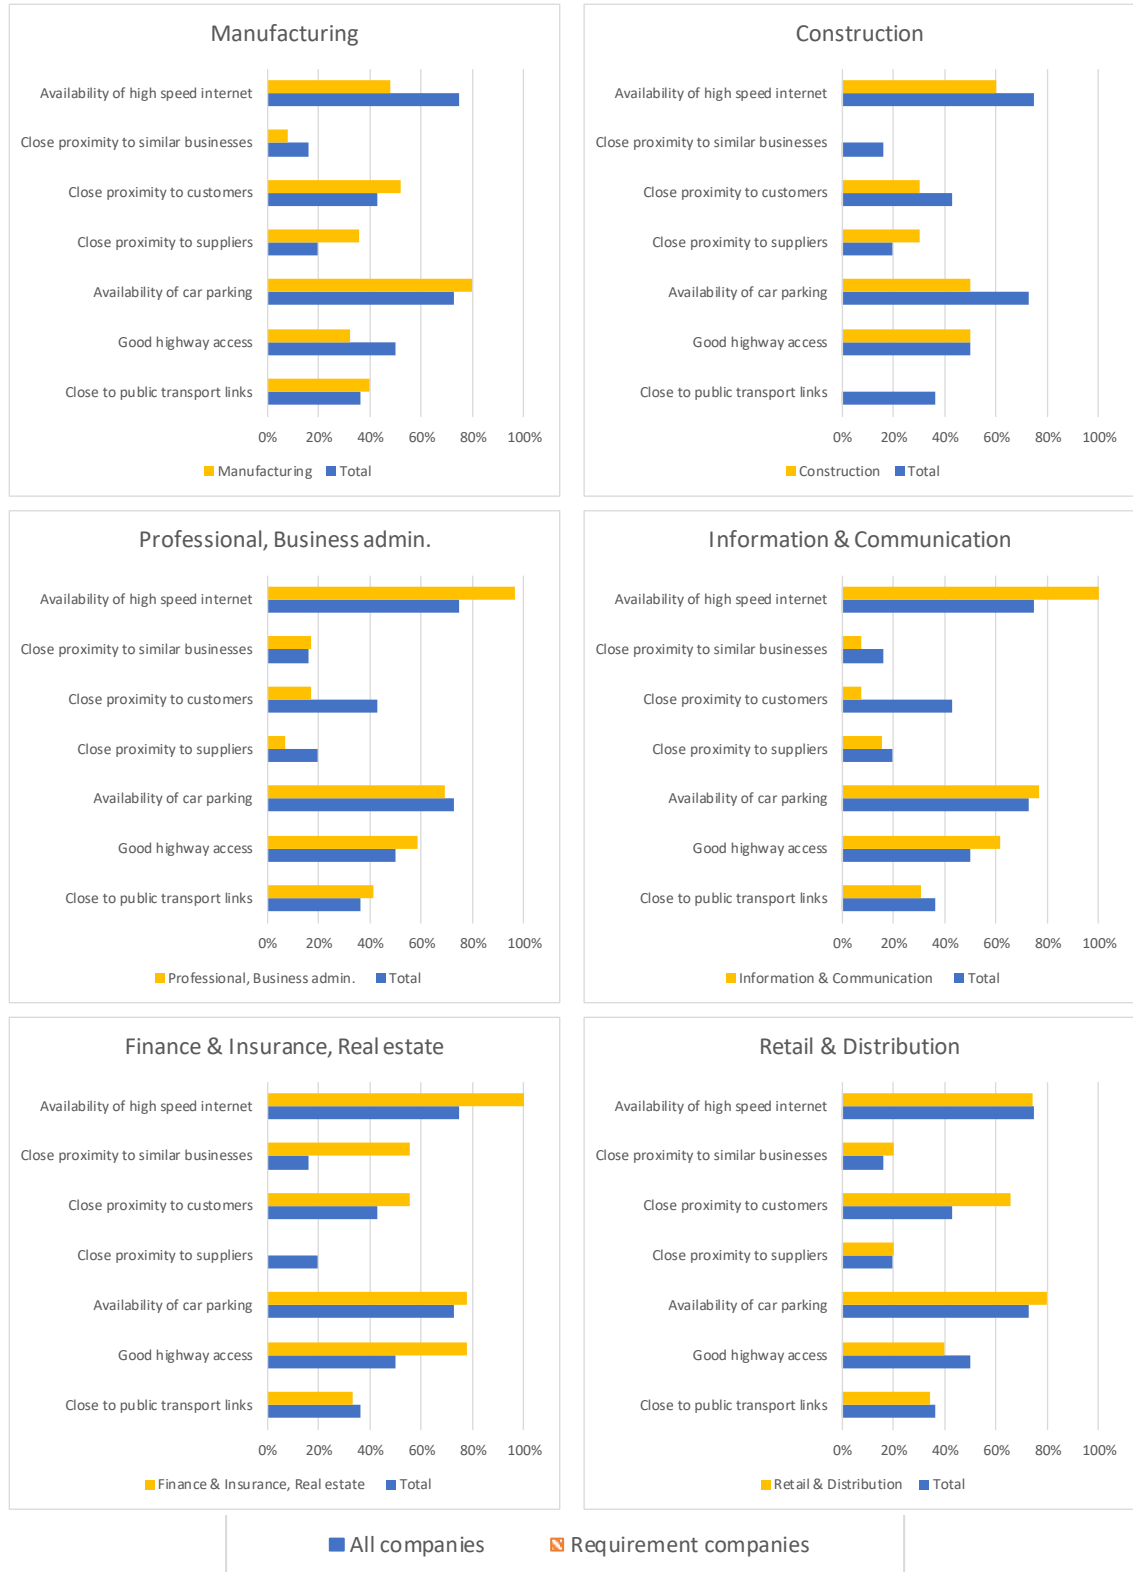 Manufacturing
Availability of high speed internet
Close proximity to similar businesses
Close proximity to customers
Close proximity to suppliers
Availability of car parking
Good highway access
Close to public transport links
0% 20% 40% 60% 80% 100%
Manufacturing Total
Construction
Availability of high speed internet
Close proximity to similar businesses
Close proximity to customers
Close proximity to suppliers
Availability of car parking
Good highway access
Close to public transport links
0% 20% 40% 60% 80% 100%
Construction Total
Professional, Business admin.
Availability of high speed internet
Close proximity to similar businesses
Close proximity to customers
Close proximity to suppliers
Availability of car parking
Good highway access
Close to public transport links
0% 20% 40% 60% 80% 100%
Professional, Business admin. Total
Information & Communication
Availability of high speed internet
Close proximity to similar businesses
Close proximity to customers
Close proximity to suppliers
Availability of car parking
Good highway access
Close to public transport links
0% 20% 40% 60% 80% 100%
Information & Communication Total
Finance & Insurance, Real estate
Availability of high speed internet
Close proximity to similar businesses
Close proximity to customers
Close proximity to suppliers
Availability of car parking
Good highway access
Close to public transport links
0% 20% 40% 60% 80% 100%
Finance & Insurance, Real estate Total
Retail & Distribution
Availability of high speed internet
Close proximity to similar businesses
Close proximity to customers
Close proximity to suppliers
Availability of car parking
Good highway access
Close to public transport links
0% 20% 40% 60% 80% 100%
Retail & Distribution Total
All companies Requirement companies